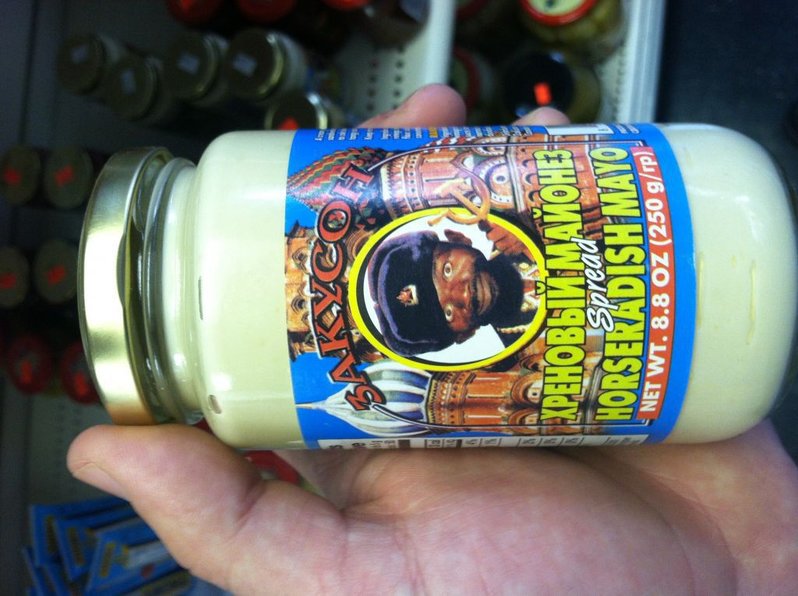 ЗАКУСОН
ХРЕНОВЫЙ МАЙОНЕЗ
Spread
HORSERADISH MAYO
NET WT. 8.8 OZ (250 g/гр)